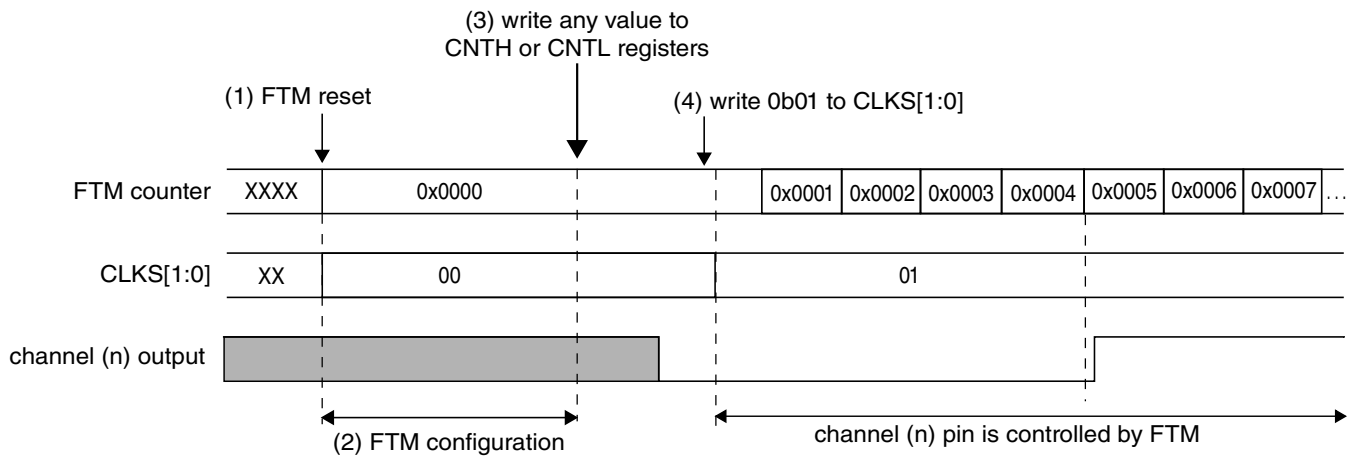 (3) write any value to
CNTH or CNTL registers
(1) FTM reset
(4) write 0b01 to CLKS[1:0]
FTM counter XXXX 0x0000 0x0001 0x0002 0x0003 0x0004 0x0005 0x0006 0x0007 ...
CLKS[1:0] XX 00 01
channel (n) output
(2) FTM configuration
channel (n) pin is controlled by FTM